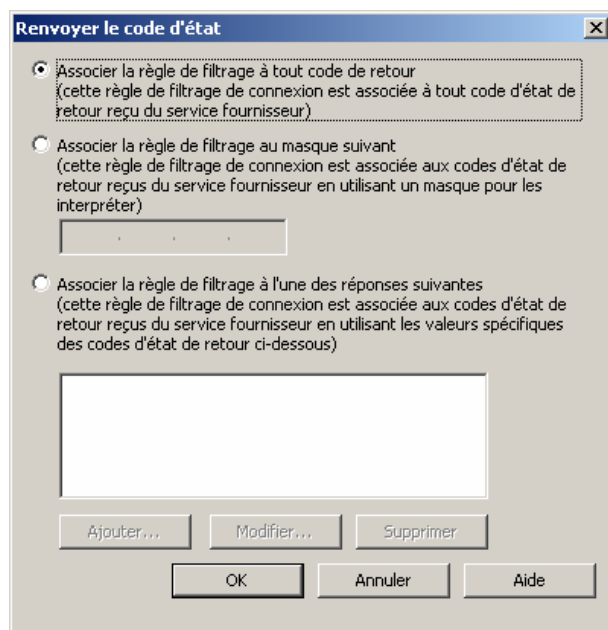 Renvoyer le code d'état
Associer la règle de filtrage à tout code de retour
(cette règle de filtrage de connexion est associée à tout code d'état de
retour reçu du service fournisseur)
Associer la règle de filtrage au masque suivant
(cette règle de filtrage de connexion est associée aux codes d'état de
retour reçus du service fournisseur en utilisant un masque pour les
interpréter)
. . .
Associer la règle de filtrage à l'une des réponses suivantes
(cette règle de filtrage de connexion est associée aux codes d'état de
retour reçus du service fournisseur en utilisant les valeurs spécifiques
des codes d'état de retour ci-dessous)
Ajouter... Modifier... Supprimer
OK Annuler Aide